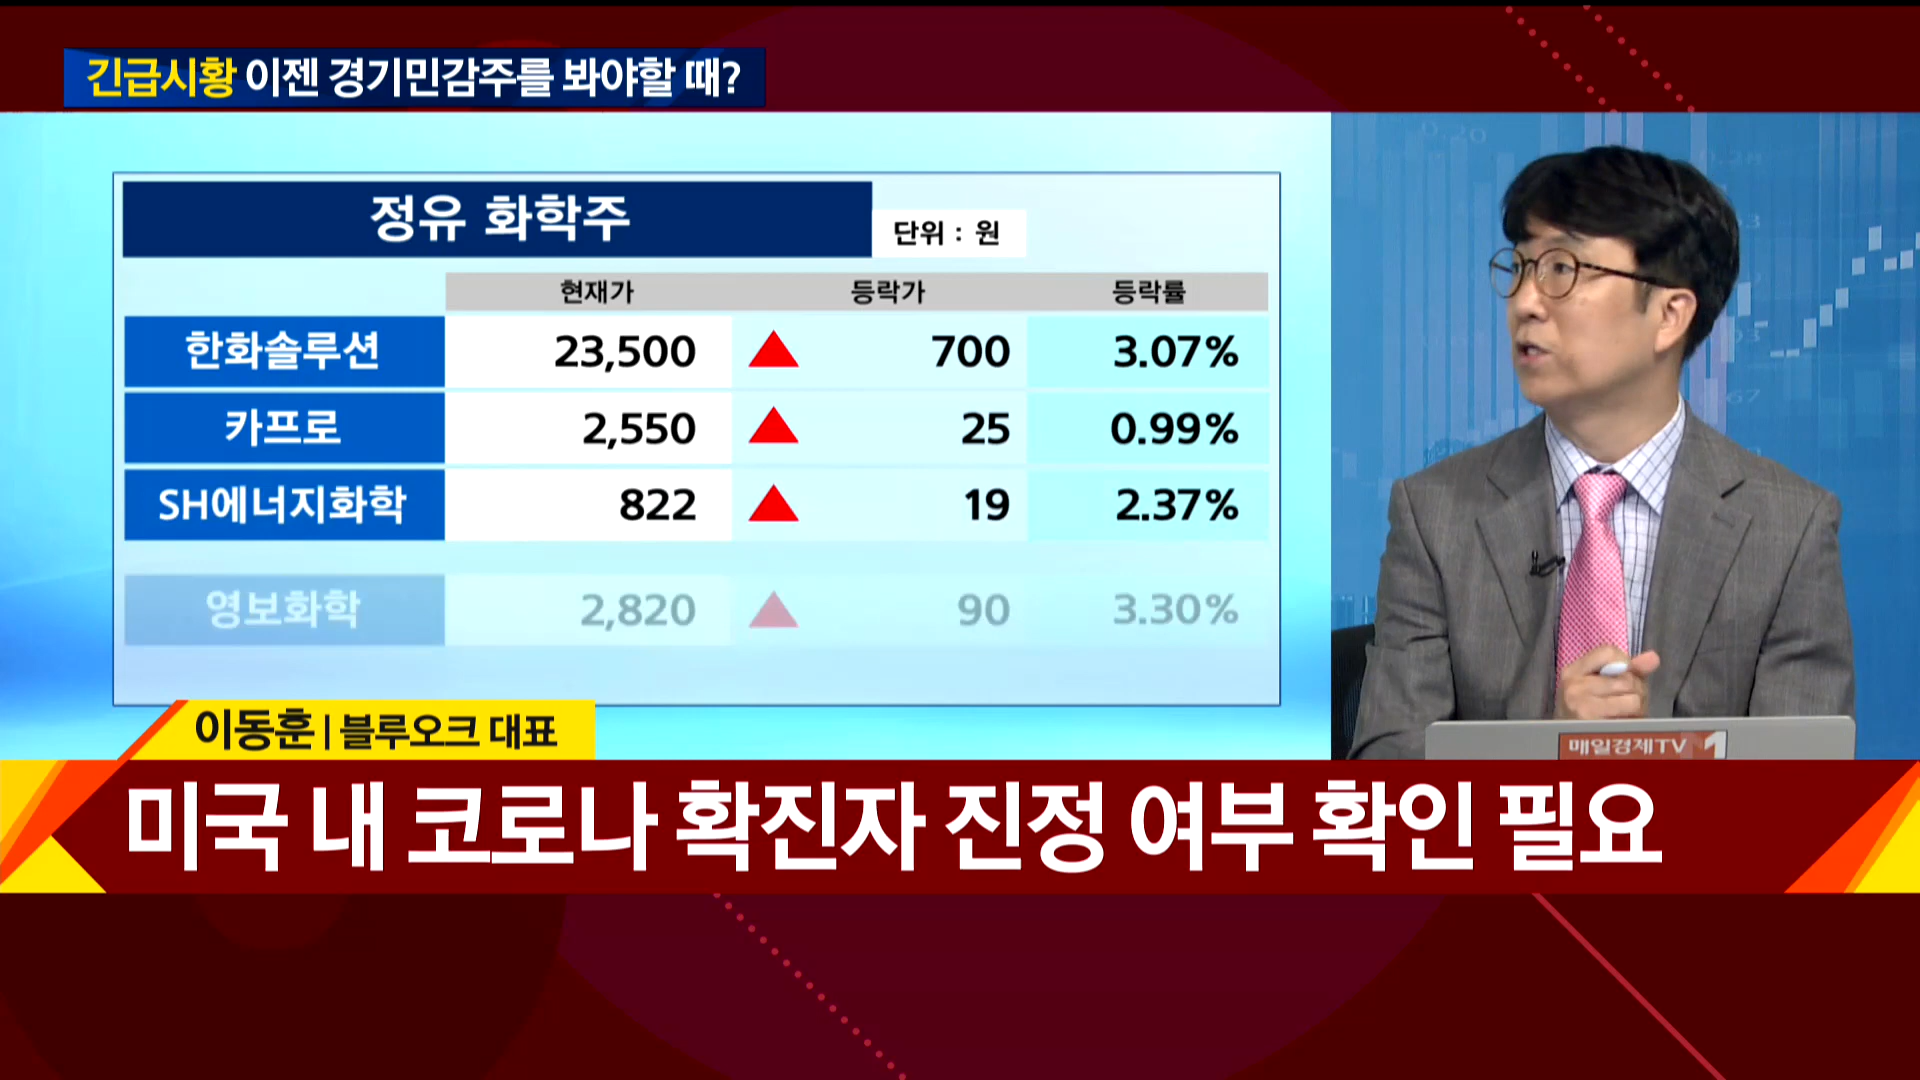 긴급시황 이젠 경기민감주를 봐야할 때?
정유 화학주
단위 : 원
현재가 등락가 등락률
한화솔루션 23,500 ▲ 700 3.07%
카프로 2,550 ▲ 25 0.99%
SH에너지화학 822 ▲ 19 2.37%
영보화학 2,820 ▲ 90 3.30%
이동훈 | 블루오크 대표
매일경제TV
미국 내 코로나 확진자 진정 여부 확인 필요